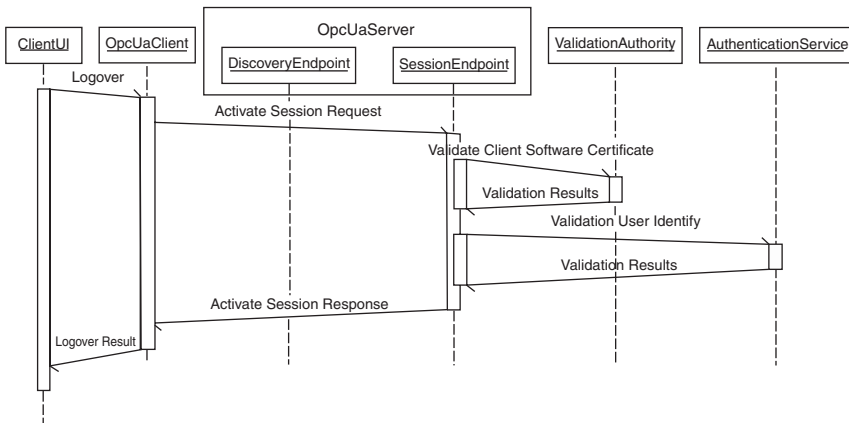 OpcUaServer
ClientUI
OpcUaClient
DiscoveryEndpoint
SessionEndpoint
ValidationAuthority
AuthenticationService
Logover
Activate Session Request
Validate Client Software Certificate
Validation Results
Validation User Identify
Validation Results
Activate Session Response
Logover Result